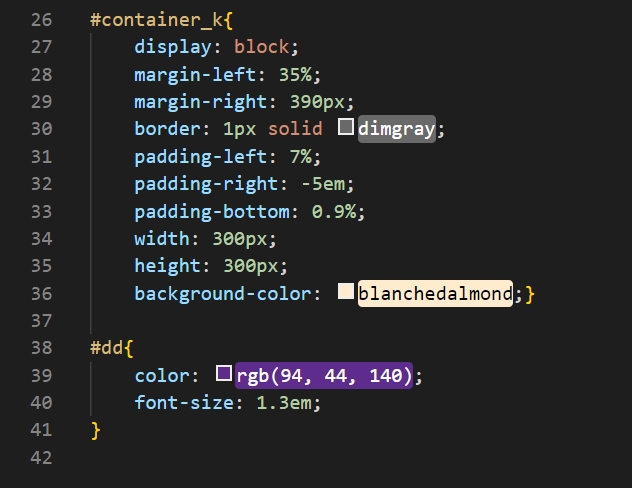 26 #container_k{
27     display: block;
28     margin-left: 35%;
29     margin-right: 390px;
30     border: 1px solid dimgray;
31     padding-left: 7%;
32     padding-right: -5em;
33     padding-bottom: 0.9%;
34     width: 300px;
35     height: 300px;
36     background-color: blanchedalmond;}
37
38 #dd{
39     color: rgb(94, 44, 140);
40     font-size: 1.3em;
41 }
42